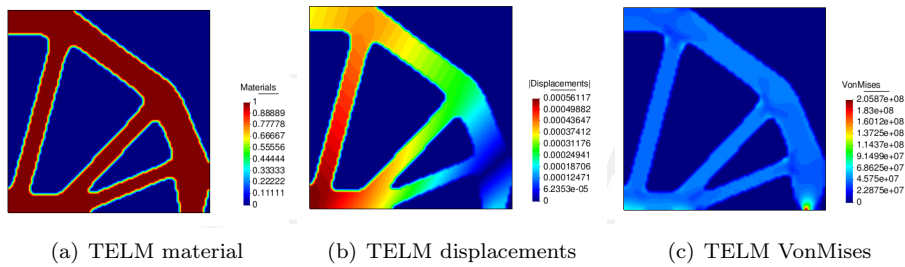 Materials
1
0.88889
0.77778
0.66667
0.55556
0.44444
0.33333
0.22222
0.11111
0
|Displacements|
0.00056117
0.00049882
0.00043647
0.00037412
0.00031176
0.00024941
0.00018706
0.00012471
6.2353e-05
0
VonMises
2.0587e+08
1.83e+08
1.6012e+08
1.3725e+08
1.1437e+08
9.1499e+07
6.8625e+07
4.575e+07
2.2875e+07
0
(a) TELM material
(b) TELM displacements
(c) TELM VonMises